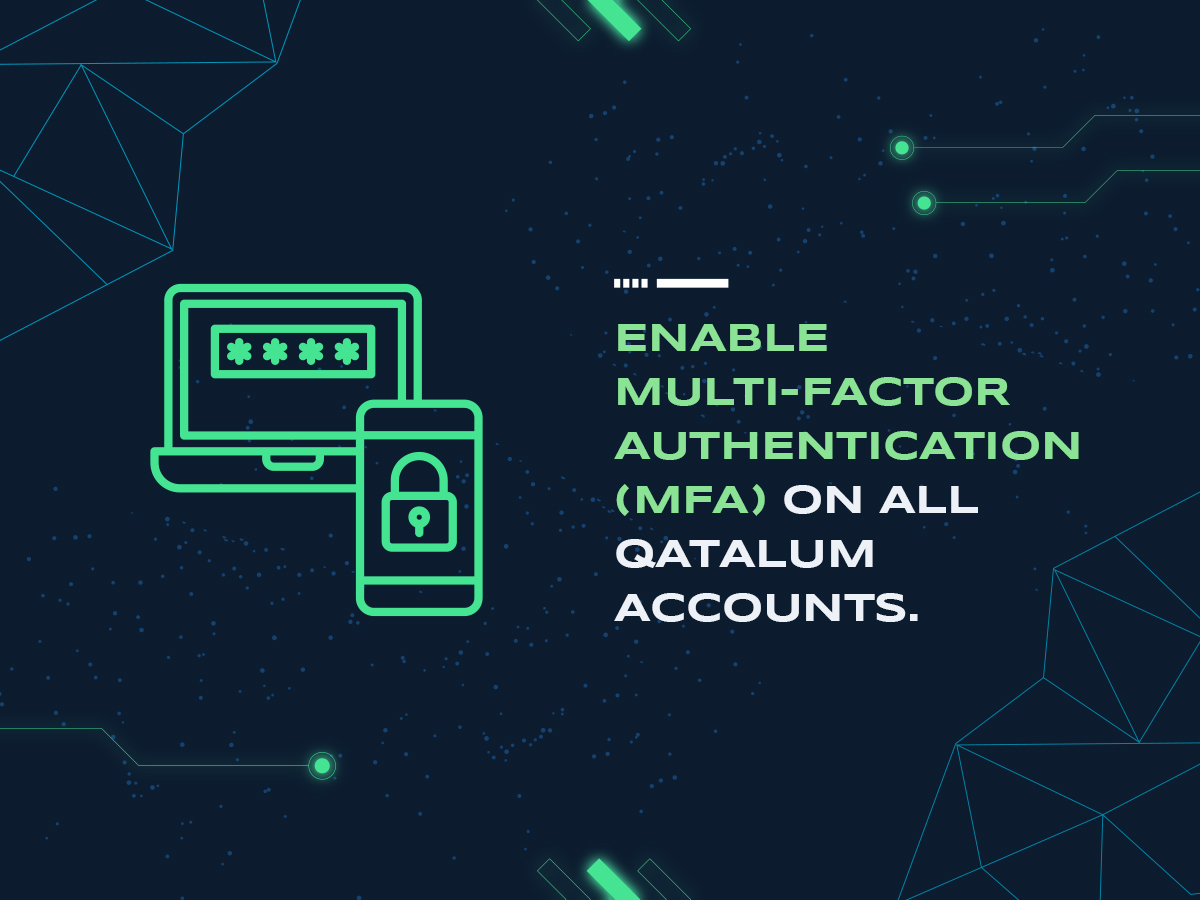 ENABLE
MULTI-FACTOR
AUTHENTICATION
(MFA) ON ALL
QATALUM
ACCOUNTS.